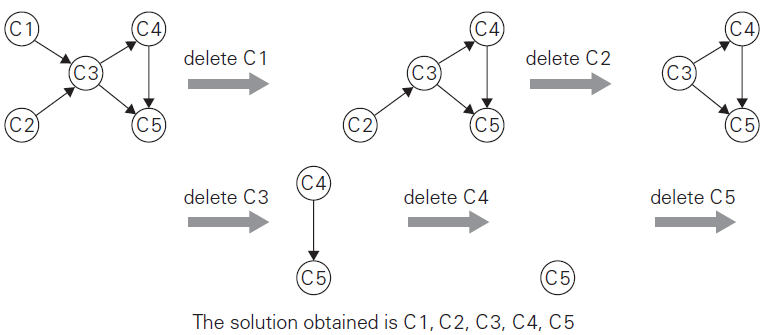 C1 C4 C4 C4
delete C1 delete C2
C3 C3 C3
C2 C5 C2 C5 C5
delete C3 C4 delete C4 delete C5
C5 C5
The solution obtained is C1, C2, C3, C4, C5